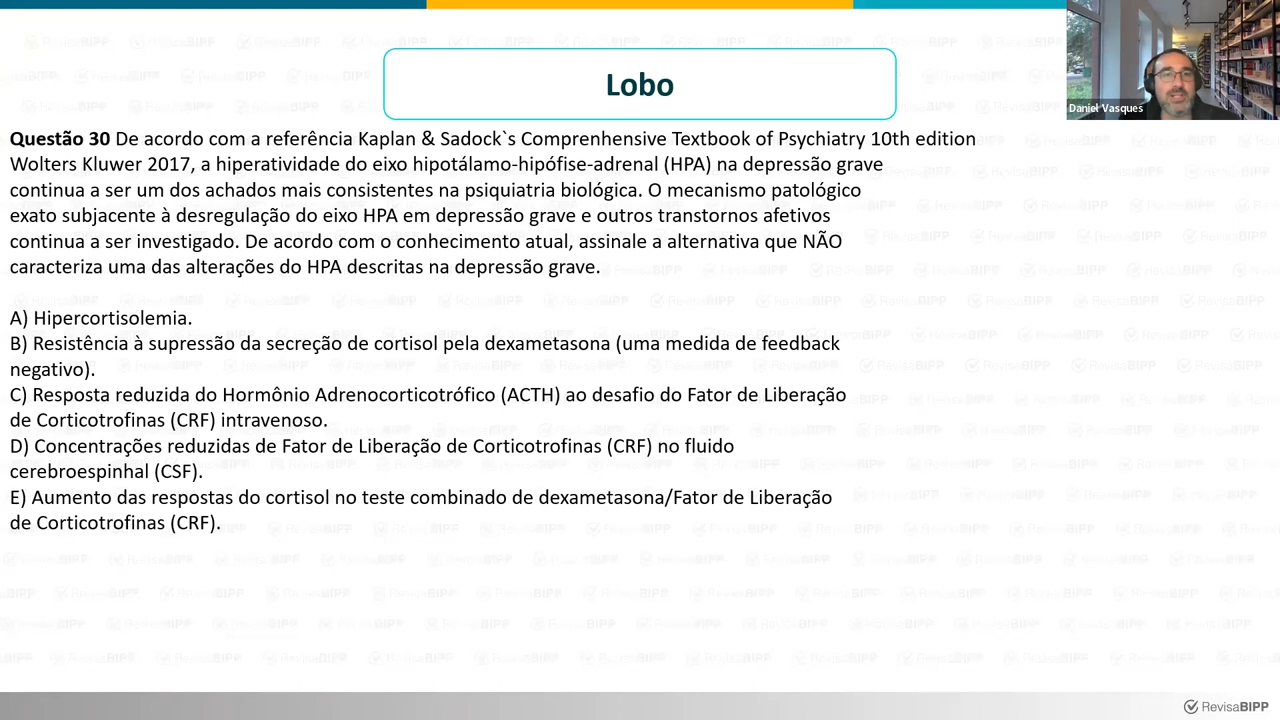 Lobo
Daniel Vasques
Questão 30 De acordo com a referência Kaplan & Sadock`s Comprenhensive Textbook of Psychiatry 10th edition
Wolters Kluwer 2017, a hiperatividade do eixo hipotálamo-hipófise-adrenal (HPA) na depressão grave
continua a ser um dos achados mais consistentes na psiquiatria biológica. O mecanismo patológico
exato subjacente à desregulação do eixo HPA em depressão grave e outros transtornos afetivos
continua a ser investigado. De acordo com o conhecimento atual, assinale a alternativa que NÃO
caracteriza uma das alterações do HPA descritas na depressão grave.
A) Hipercortisolemia.
B) Resistência à supressão da secreção de cortisol pela dexametasona (uma medida de feedback
negativo).
C) Resposta reduzida do Hormônio Adrenocorticotrófico (ACTH) ao desafio do Fator de Liberação
de Corticotrofinas (CRF) intravenoso.
D) Concentrações reduzidas de Fator de Liberação de Corticotrofinas (CRF) no fluido
cerebroespinhal (CSF).
E) Aumento das respostas do cortisol no teste combinado de dexametasona/Fator de Liberação
de Corticotrofinas (CRF).
RevisaBIPP